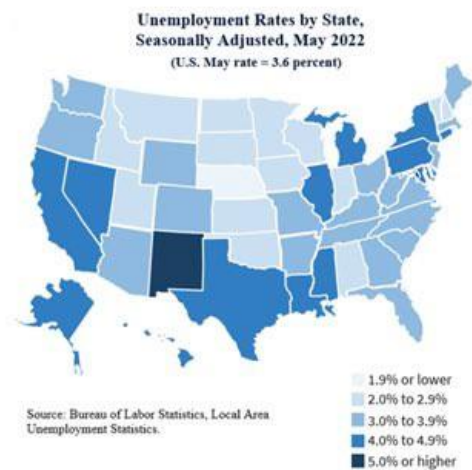 Unemployment Rates by State,
Seasonally Adjusted, May 2022
(U.S. May rate = 3.6 percent)
1.9% or lower
2.0% to 2.9%
3.0% to 3.9%
4.0% to 4.9%
5.0% or higher
Source: Bureau of Labor Statistics, Local Area
Unemployment Statistics.